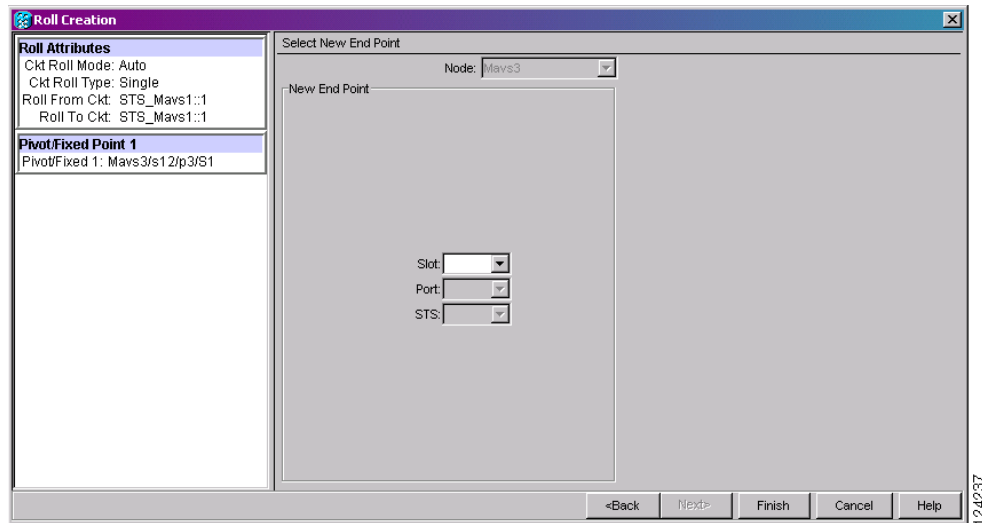 Roll Creation
Roll Attributes
Ckt Roll Mode: Auto
Ckt Roll Type: Single
Roll From Ckt: STS_Mavs1::1
Roll To Ckt: STS_Mavs1::1
Pivot/Fixed Point 1
Pivot/Fixed 1: Mavs3/s12/p3/S1
Select New End Point
Node: Mavs3
New End Point
Slot:
Port:
STS:
<Back Next> Finish Cancel Help
124237